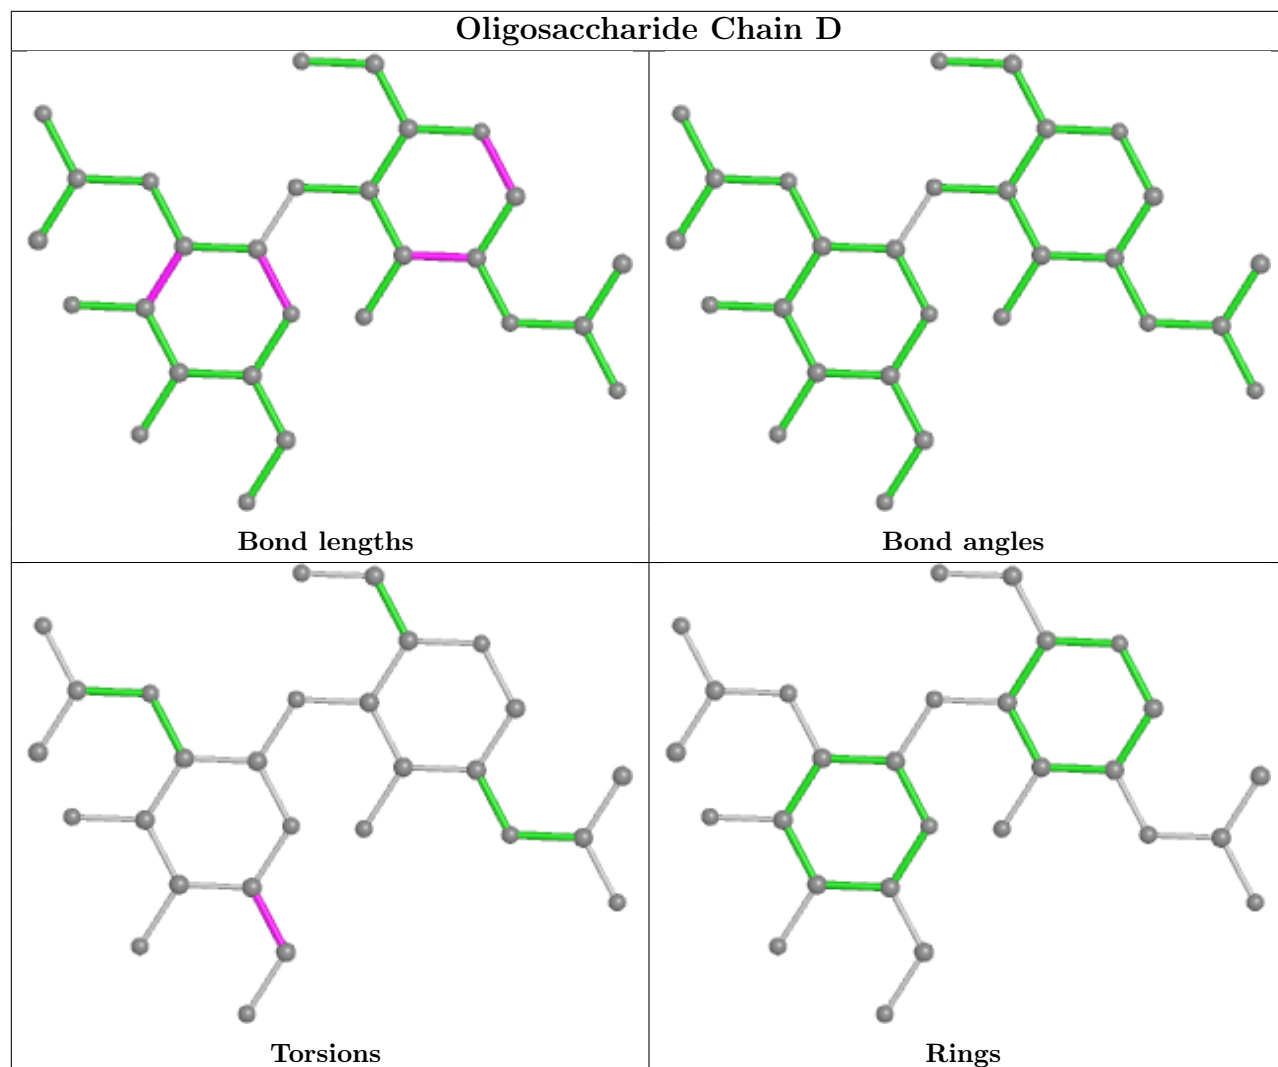 Oligosaccharide Chain D
Bond lengths
Bond angles
Torsions
Rings